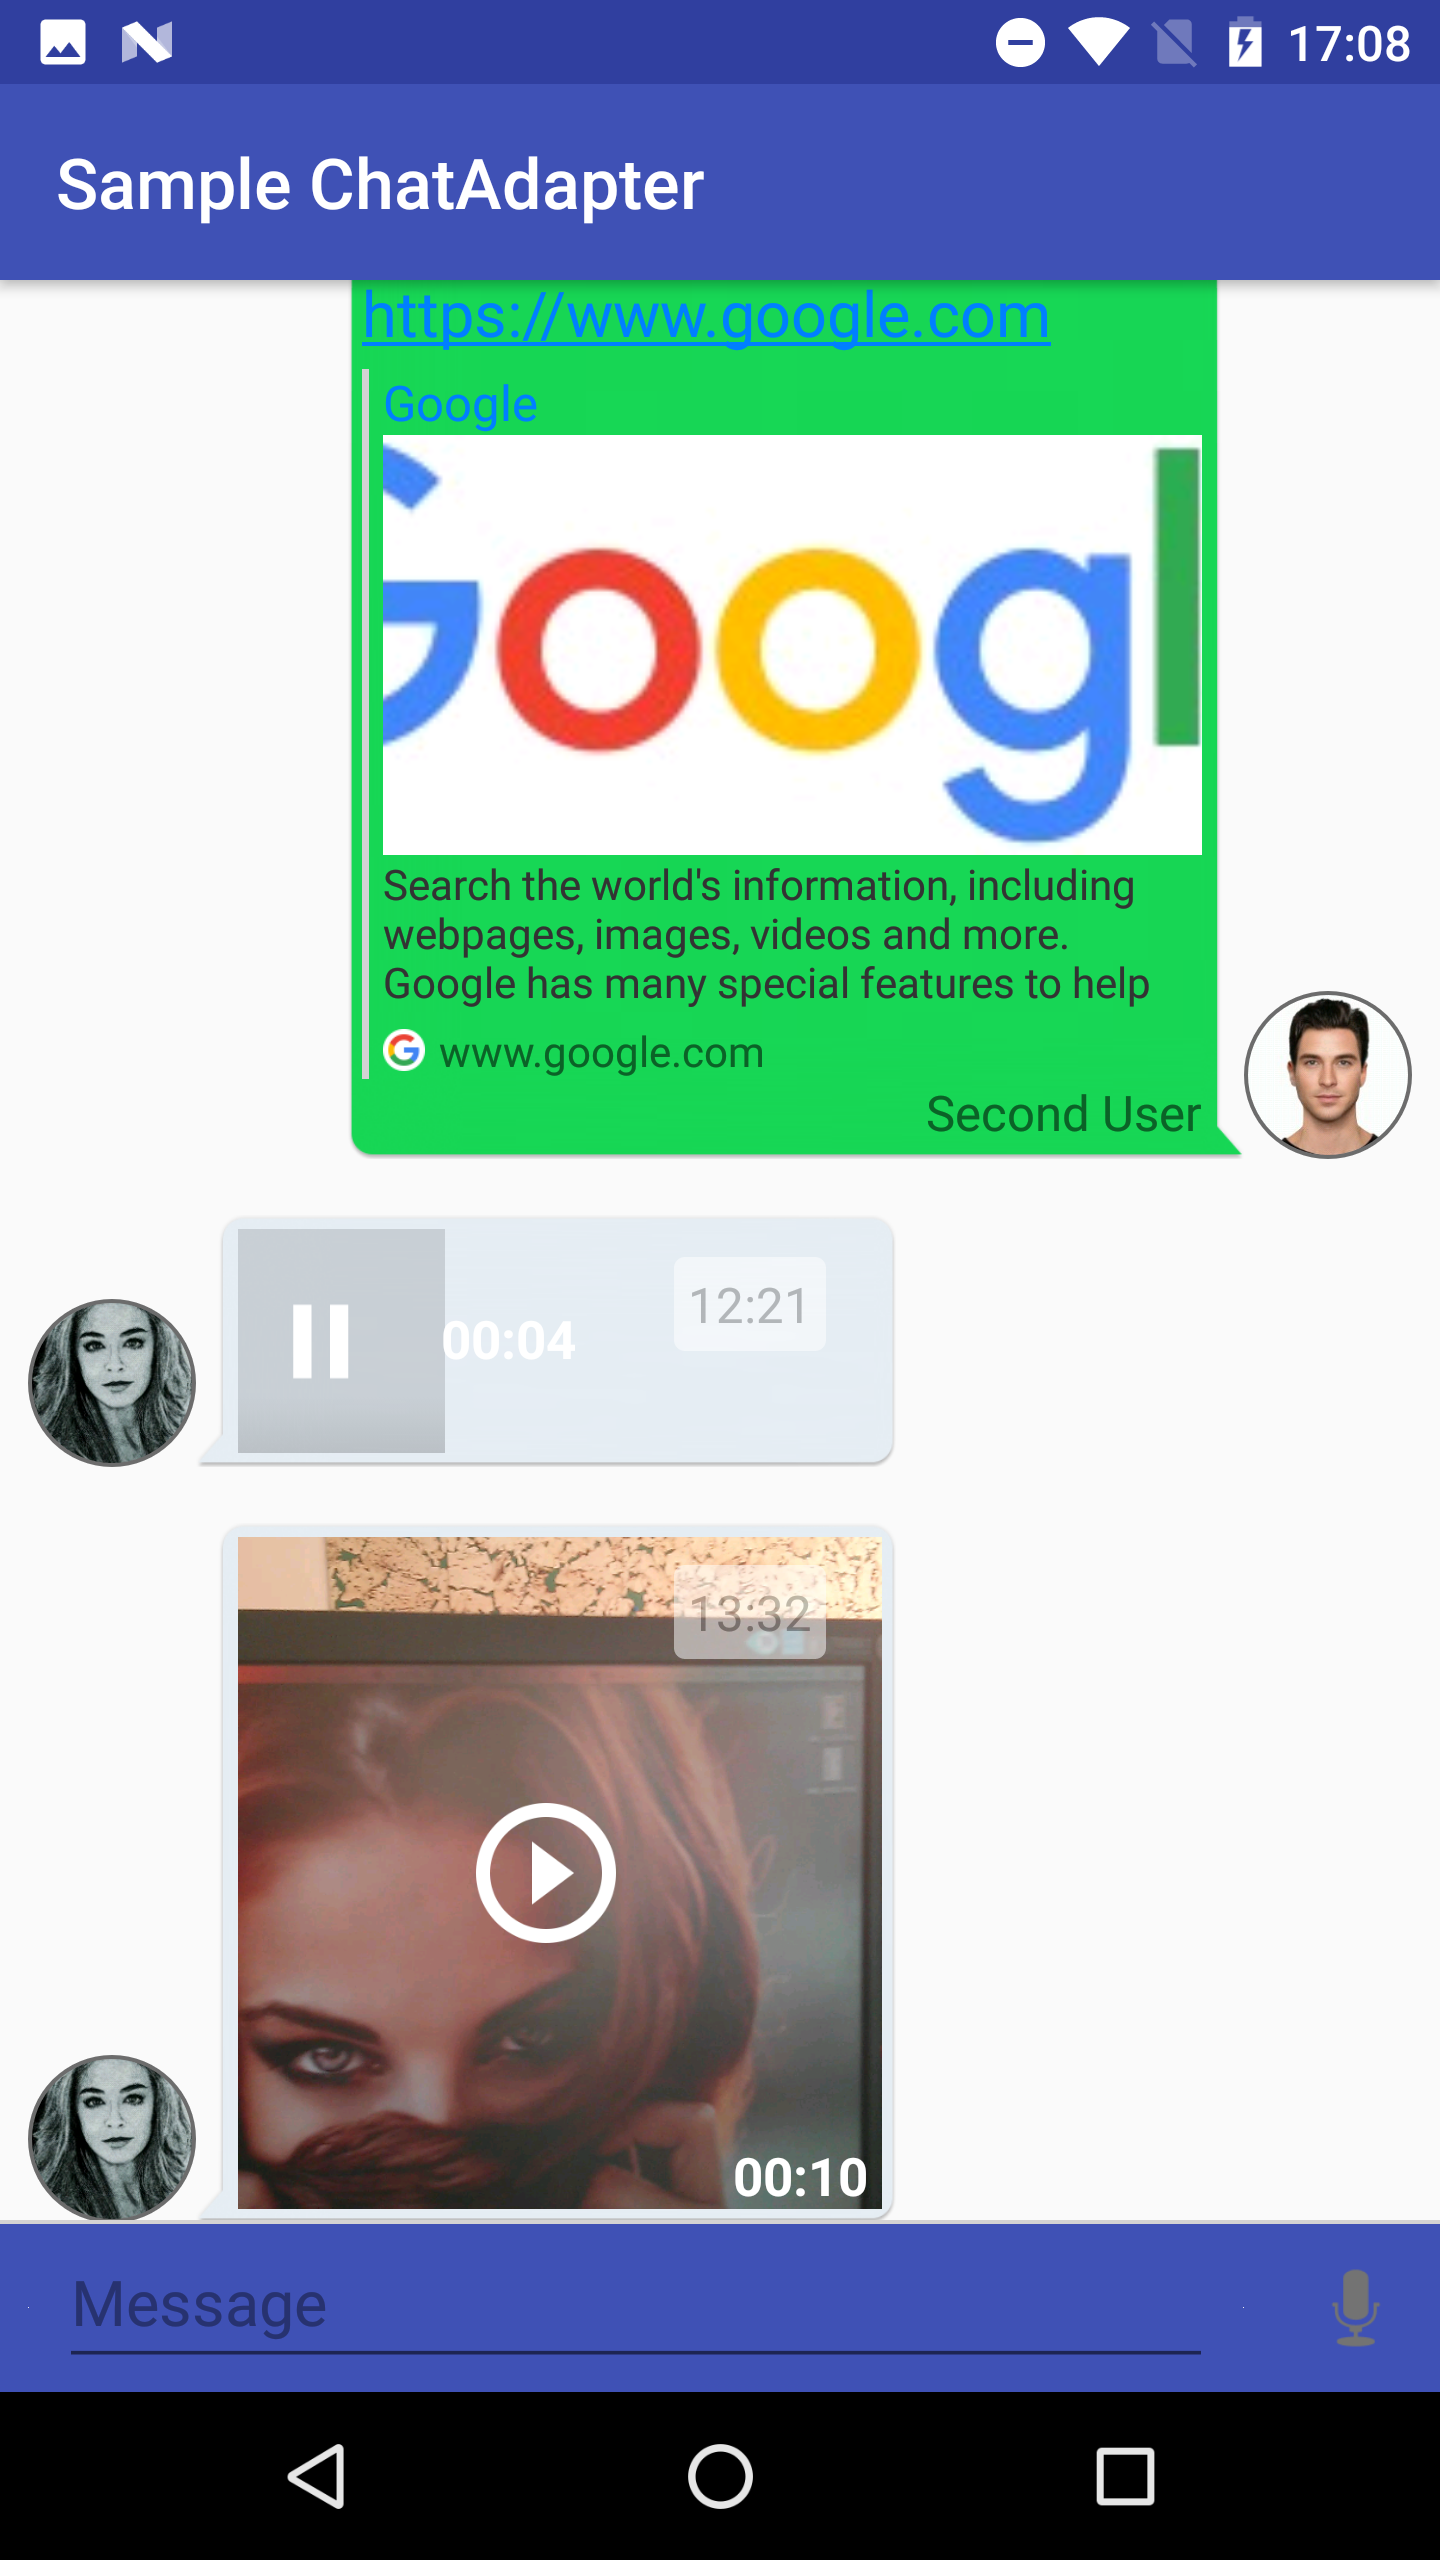 17:08
Sample ChatAdapter
https://www.google.com
Google
Googl
Search the world's information, including
webpages, images, videos and more.
Google has many special features to help
www.google.com
Second User
12:21
00:04
13:32
00:10
Message